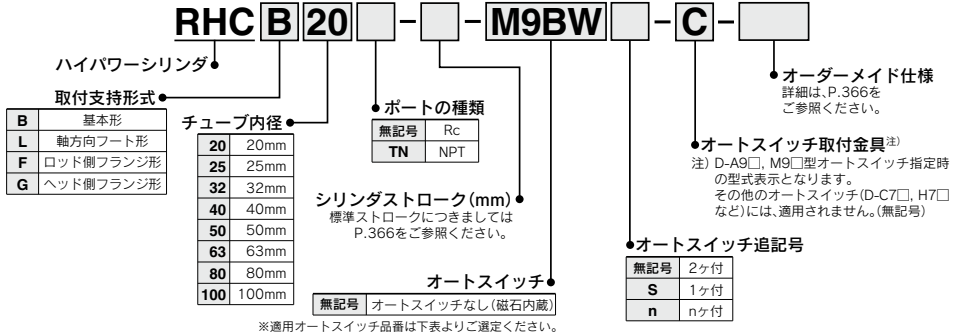 RHC B 20 □ - □ - M9BW □ - C - □
ハイパワーシリンダ
取付支持形式
B 基本形
L 軸方向フート形
F ロッド側フランジ形
G ヘッド側フランジ形
チューブ内径
20 20mm
25 25mm
32 32mm
40 40mm
50 50mm
63 63mm
80 80mm
100 100mm
ポートの種類
無記号 Rc
TN NPT
シリンダストローク(mm)
標準ストロークにつきましては
P.366をご参照ください。
オートスイッチ
無記号 オートスイッチなし(磁石内蔵)
※適用オートスイッチ品番は下表よりご選定ください。
オートスイッチ追記号
無記号 2ヶ付
S 1ヶ付
n nヶ付
オートスイッチ取付金具注)
注) D-A9□, M9□型オートスイッチ指定時
の型式表示となります。
その他のオートスイッチ(D-C7□, H7□
など)には、適用されません。(無記号)
オーダーメイド仕様
詳細は、P.366を
ご参照ください。